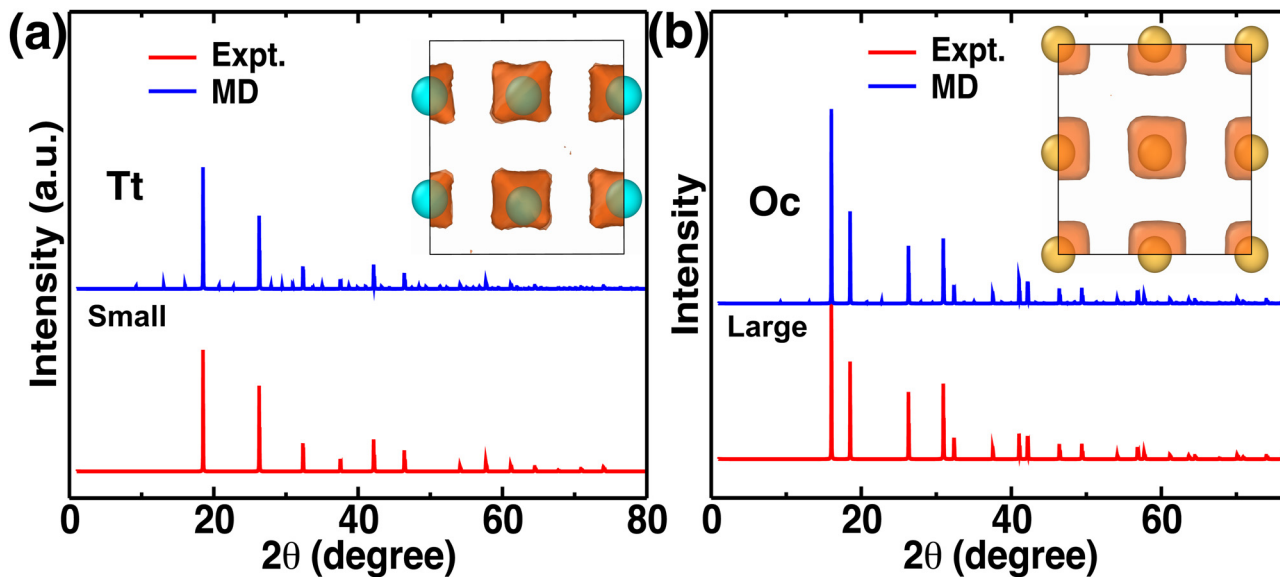 (a)
Expt.
MD
Tt
Small
Intensity (a.u.)
0 20 40 60 80
2θ (degree)
(b)
Expt.
MD
Oc
Large
Intensity
0 20 40 60
2θ (degree)